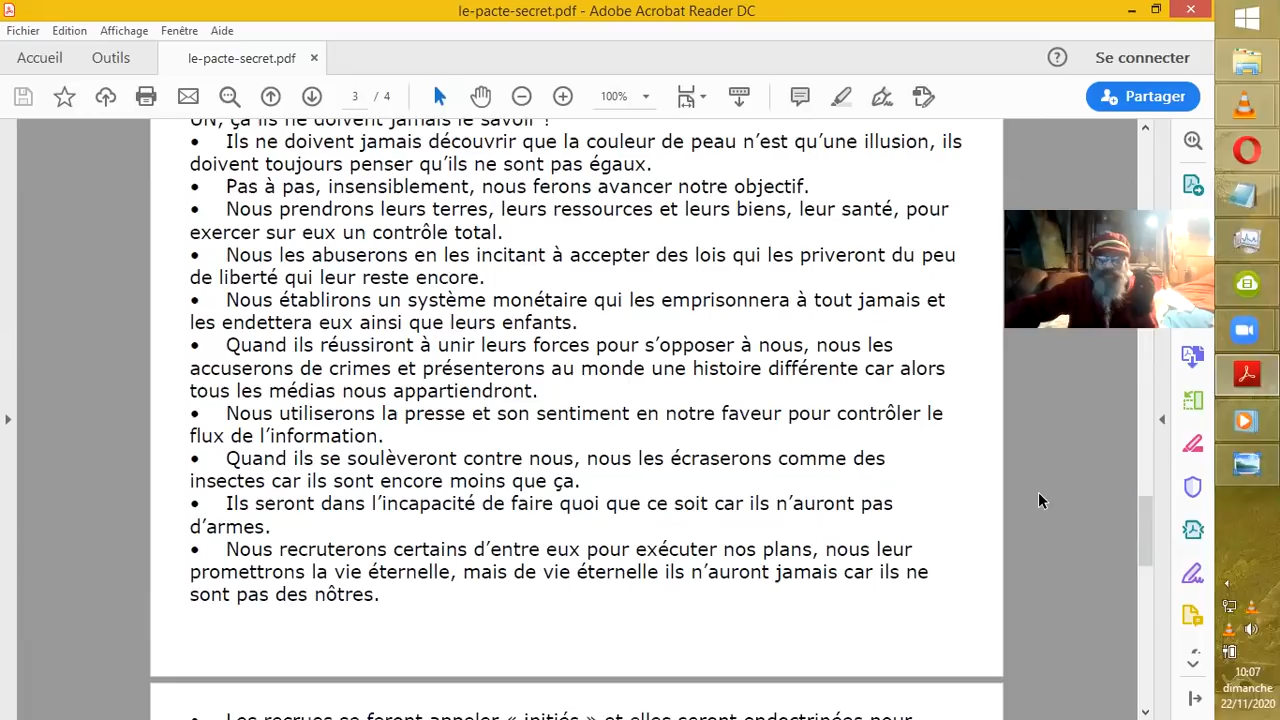 le-pacte-secret.pdf - Adobe Acrobat Reader DC
Fichier Edition Affichage Fenêtre Aide
Accueil Outils le-pacte-secret.pdf × Se connecter
3 / 4 100% Partager
UN, ça ils ne doivent jamais le savoir !
• Ils ne doivent jamais découvrir que la couleur de peau n’est qu’une illusion, ils
doivent toujours penser qu’ils ne sont pas égaux.
• Pas à pas, insensiblement, nous ferons avancer notre objectif.
• Nous prendrons leurs terres, leurs ressources et leurs biens, leur santé, pour
exercer sur eux un contrôle total.
• Nous les abuserons en les incitant à accepter des lois qui les priveront du peu
de liberté qui leur reste encore.
• Nous établirons un système monétaire qui les emprisonnera à tout jamais et
les endettera eux ainsi que leurs enfants.
• Quand ils réussiront à unir leurs forces pour s’opposer à nous, nous les
accuserons de crimes et présenterons au monde une histoire différente car alors
tous les médias nous appartiendront.
• Nous utiliserons la presse et son sentiment en notre faveur pour contrôler le
flux de l’information.
• Quand ils se soulèveront contre nous, nous les écraserons comme des
insectes car ils sont encore moins que ça.
• Ils seront dans l’incapacité de faire quoi que ce soit car ils n’auront pas
d’armes.
• Nous recruterons certains d’entre eux pour exécuter nos plans, nous leur
promettrons la vie éternelle, mais de vie éternelle ils n’auront jamais car ils ne
sont pas des nôtres.
• Les recrues se feront appeler « initiés » et elles seront endoctrinées pour
10:07
dimanche
22/11/2020